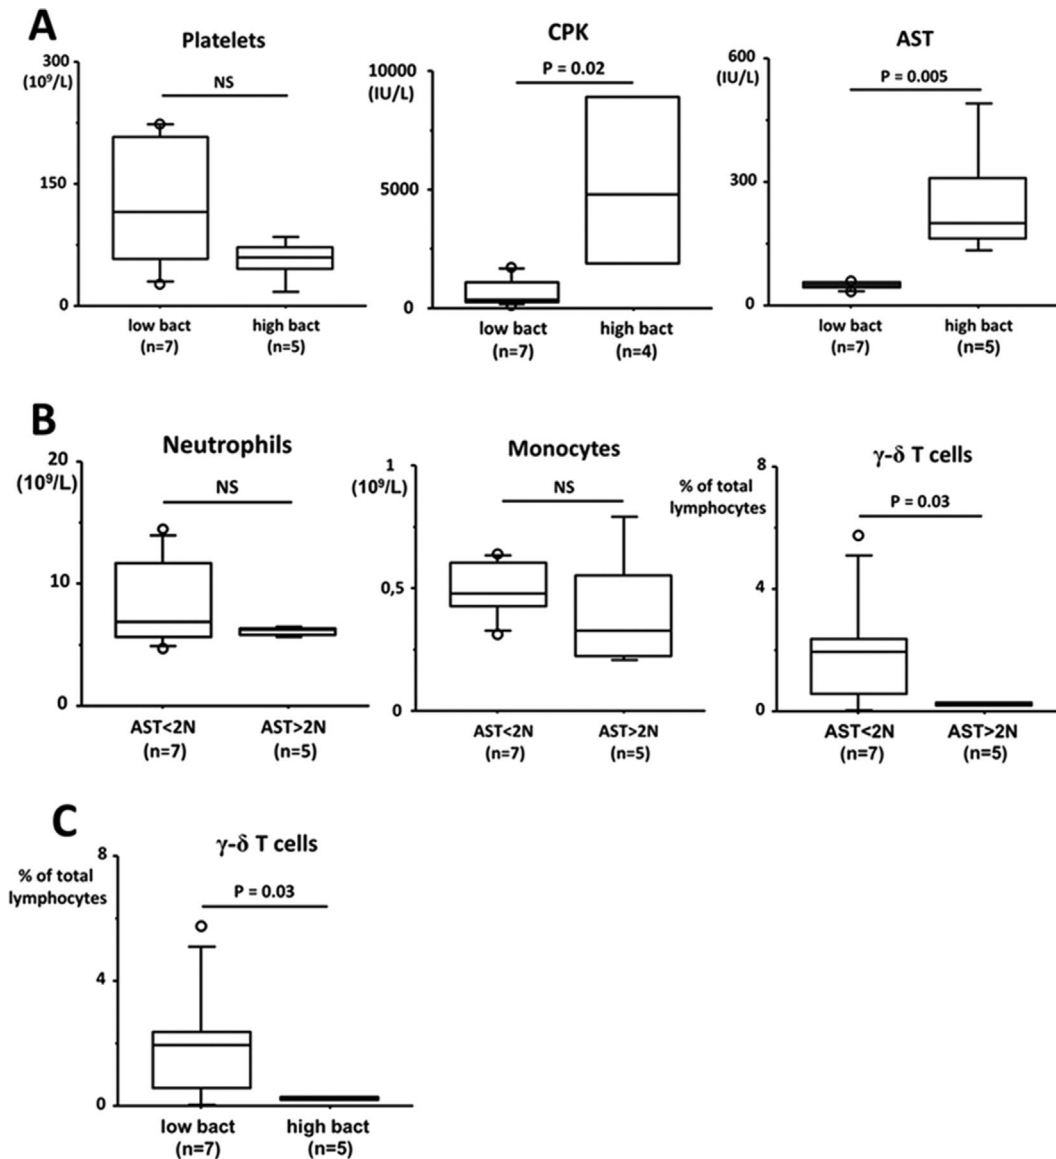 A
Platelets
300
(10⁹/L)
NS
150
0
low bact
(n=7)
high bact
(n=5)
CPK
10000
(IU/L)
P = 0.02
5000
0
low bact
(n=7)
high bact
(n=4)
AST
600
(IU/L)
P = 0.005
300
0
low bact
(n=7)
high bact
(n=5)
B
Neutrophils
20
(10⁹/L)
NS
10
0
AST<2N
(n=7)
AST>2N
(n=5)
Monocytes
1
(10⁹/L)
NS
0,5
0
AST<2N
(n=7)
AST>2N
(n=5)
γ-δ T cells
8
% of total
lymphocytes
P = 0.03
4
0
AST<2N
(n=7)
AST>2N
(n=5)
C
γ-δ T cells
8
% of total
lymphocytes
P = 0.03
4
0
low bact
(n=7)
high bact
(n=5)